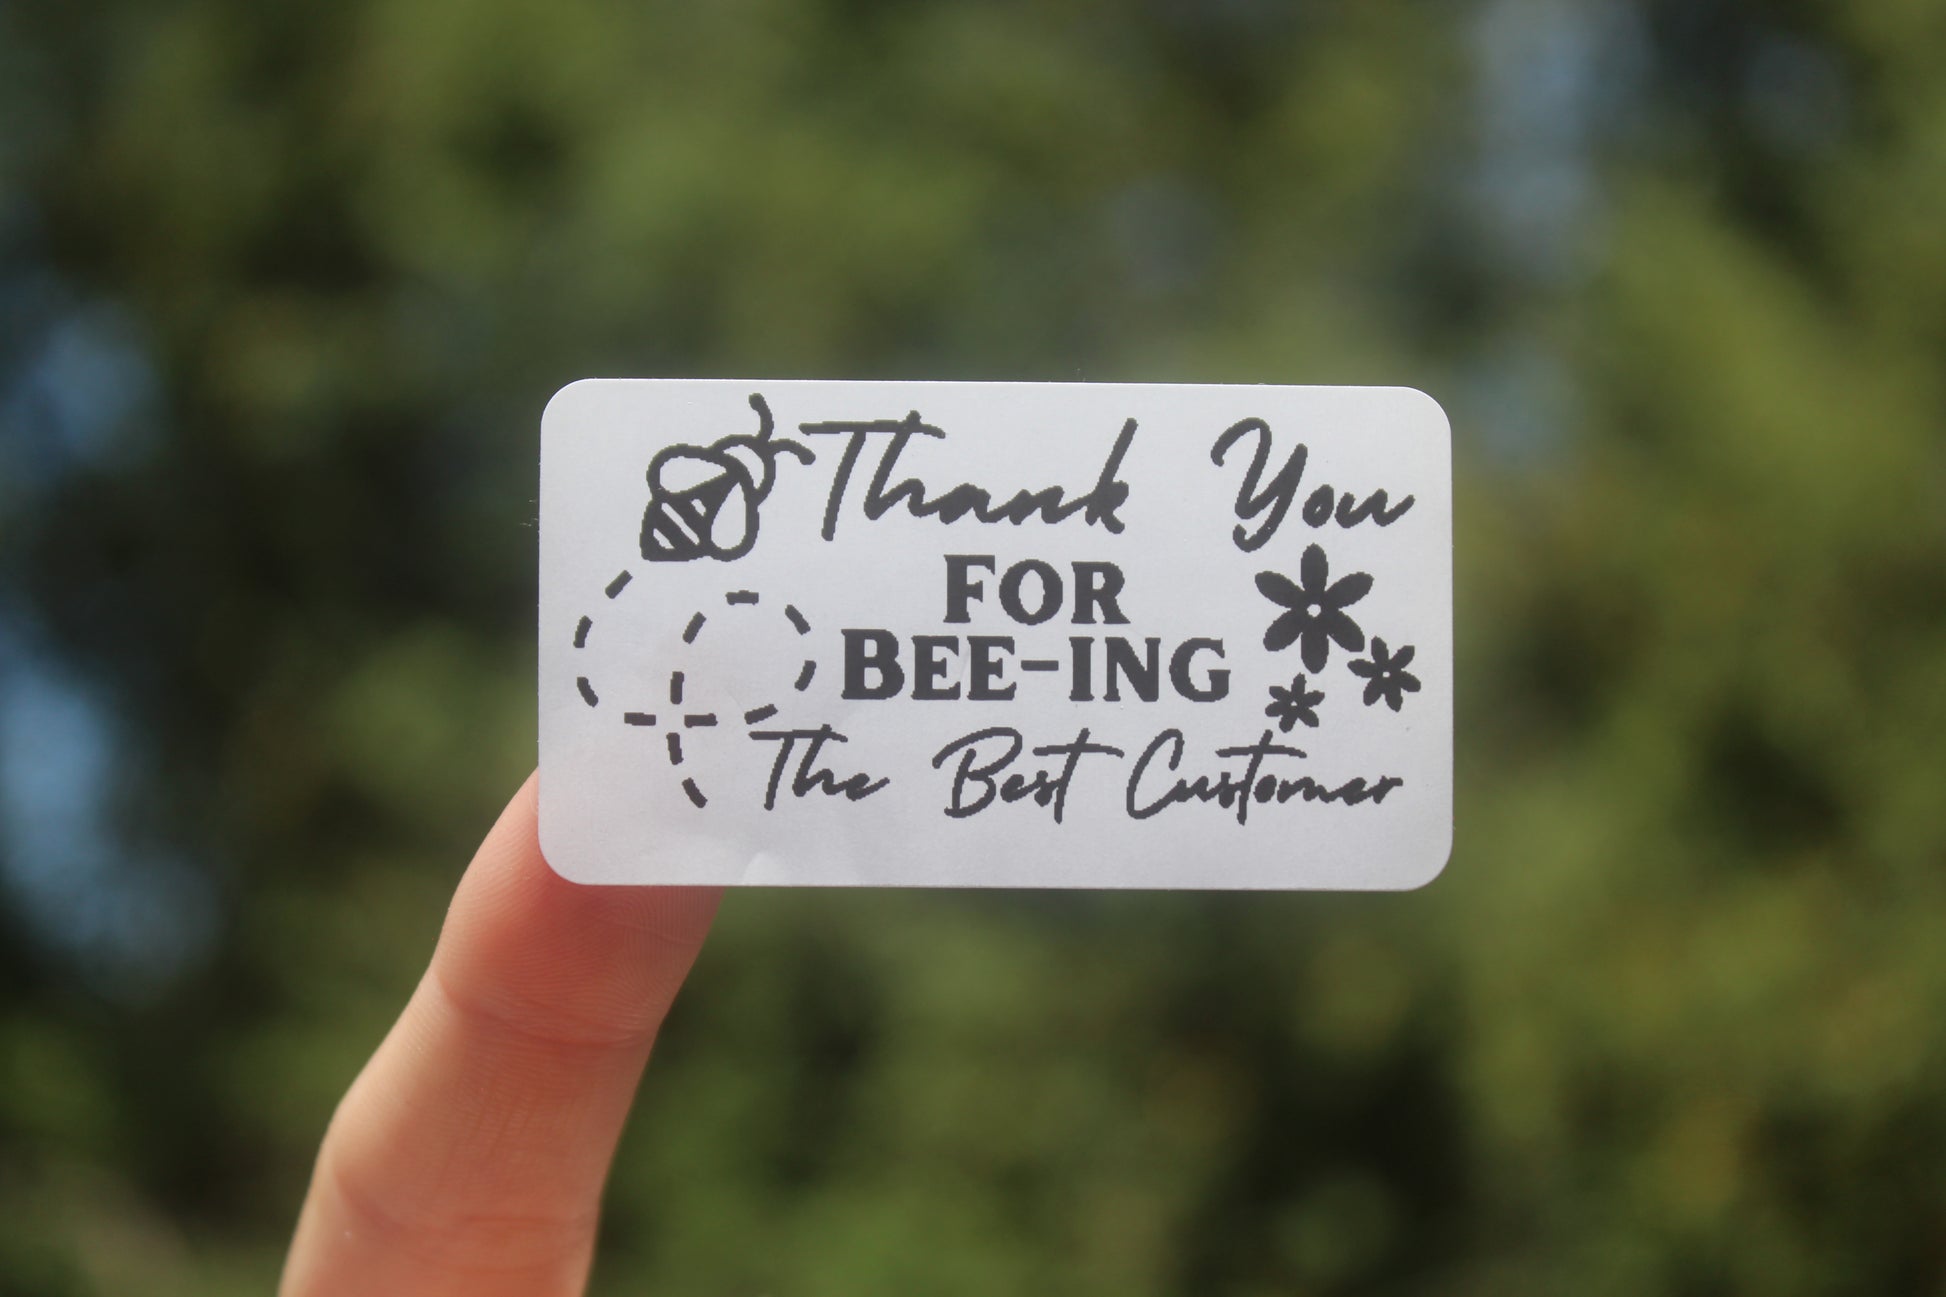 Thank You
FOR
BEE-ING
The Best Customer